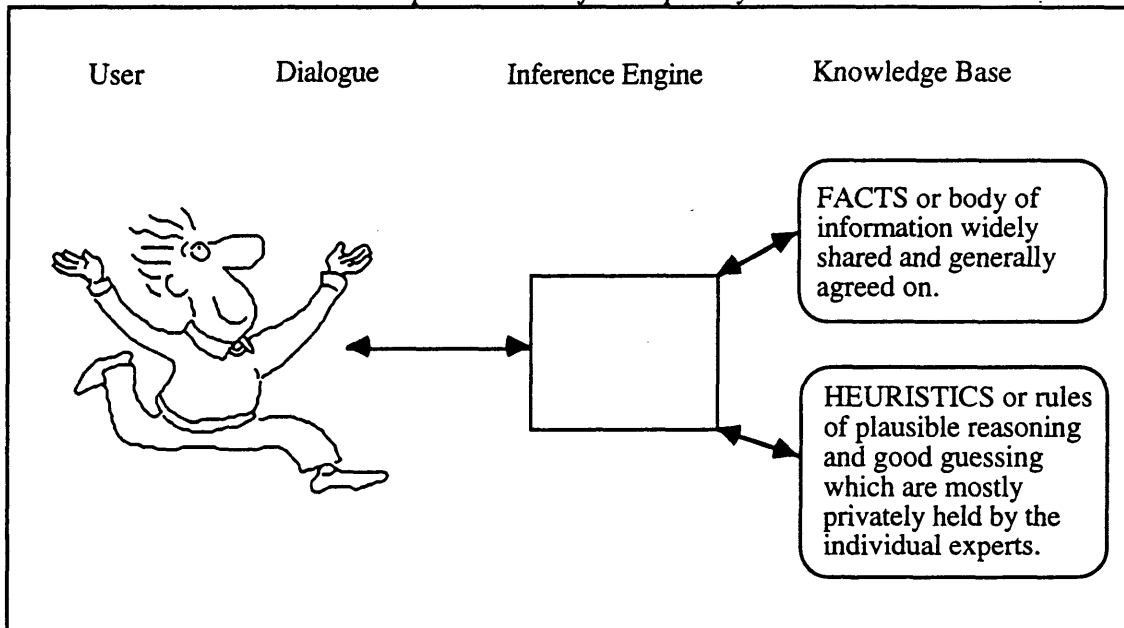 User Dialogue Inference Engine Knowledge Base
FACTS or body of
information widely
shared and generally
agreed on.
HEURISTICS or rules
of plausible reasoning
and good guessing
which are mostly
privately held by the
individual experts.